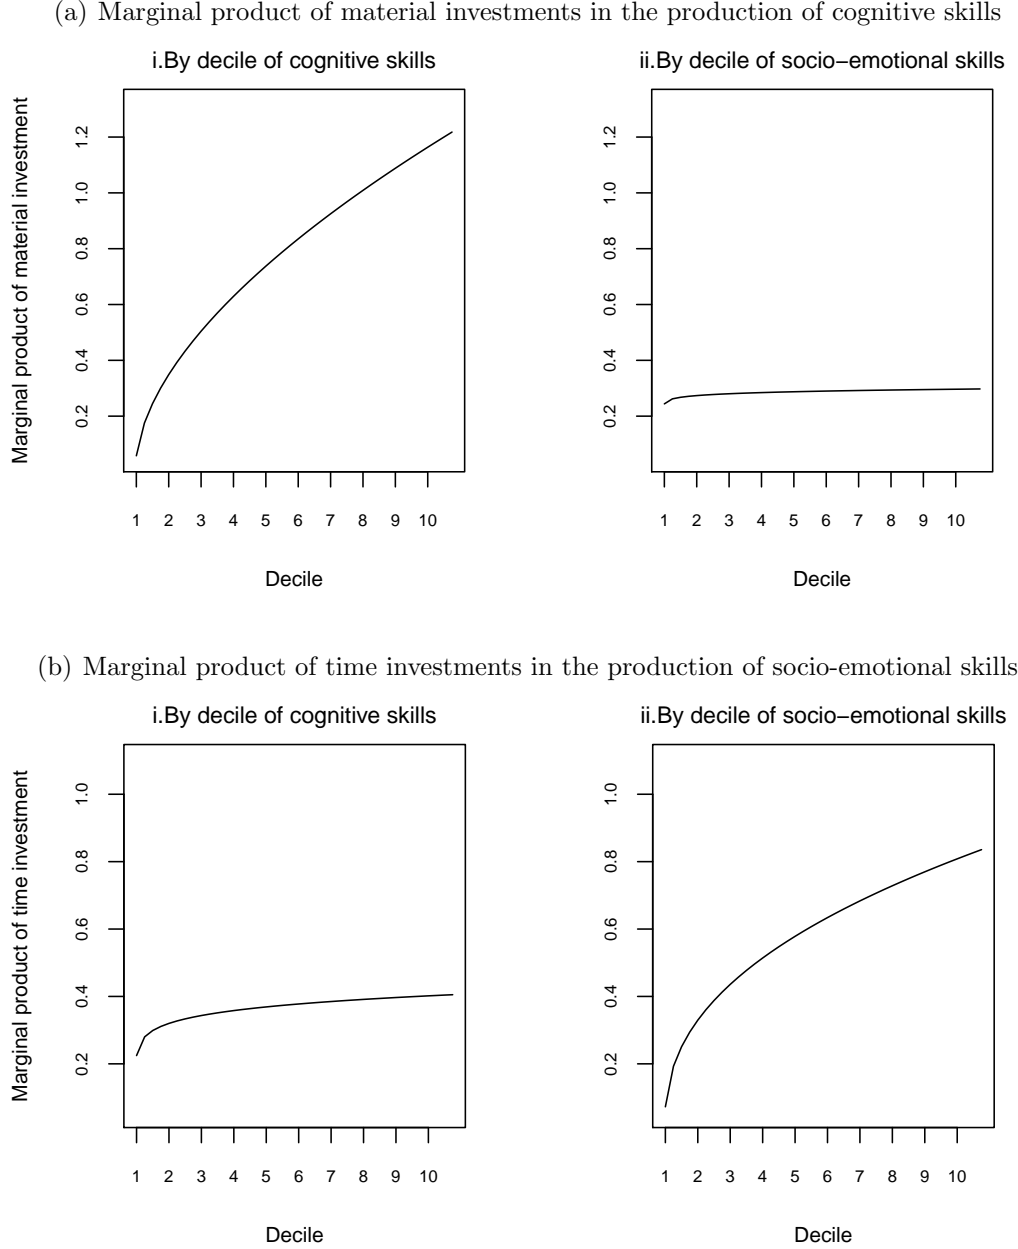 (a) Marginal product of material investments in the production of cognitive skills
i.By decile of cognitive skills
Marginal product of material investment
1.2
1.0
0.8
0.6
0.4
0.2
1 2 3 4 5 6 7 8 9 10
Decile
ii.By decile of socio−emotional skills
1.2
1.0
0.8
0.6
0.4
0.2
1 2 3 4 5 6 7 8 9 10
Decile
(b) Marginal product of time investments in the production of socio-emotional skills
i.By decile of cognitive skills
Marginal product of time investment
1.0
0.8
0.6
0.4
0.2
1 2 3 4 5 6 7 8 9 10
Decile
ii.By decile of socio−emotional skills
1.0
0.8
0.6
0.4
0.2
1 2 3 4 5 6 7 8 9 10
Decile